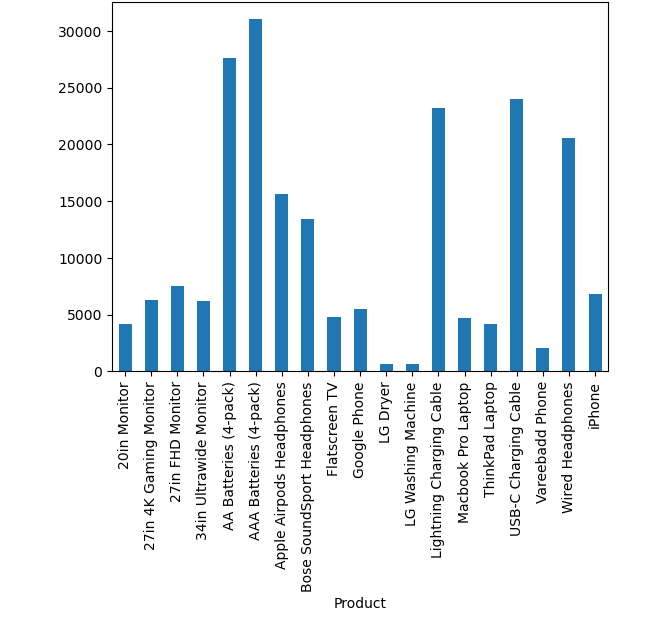 30000
25000
20000
15000
10000
5000
0
20in Monitor
27in 4K Gaming Monitor
27in FHD Monitor
34in Ultrawide Monitor
AA Batteries (4-pack)
AAA Batteries (4-pack)
Apple Airpods Headphones
Bose SoundSport Headphones
Flatscreen TV
Google Phone
LG Dryer
LG Washing Machine
Lightning Charging Cable
Macbook Pro Laptop
ThinkPad Laptop
USB-C Charging Cable
Vareebadd Phone
Wired Headphones
iPhone
Product